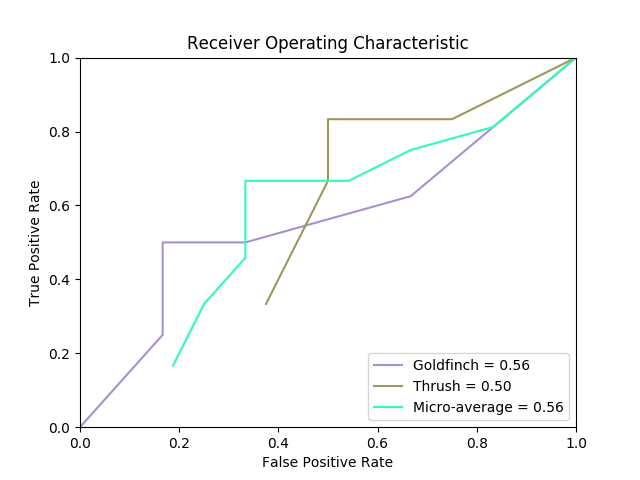 Receiver Operating Characteristic
1.0
0.8
0.6
0.4
0.2
0.0
True Positive Rate
Goldfinch = 0.56
Thrush = 0.50
Micro-average = 0.56
0.0 0.2 0.4 0.6 0.8 1.0
False Positive Rate